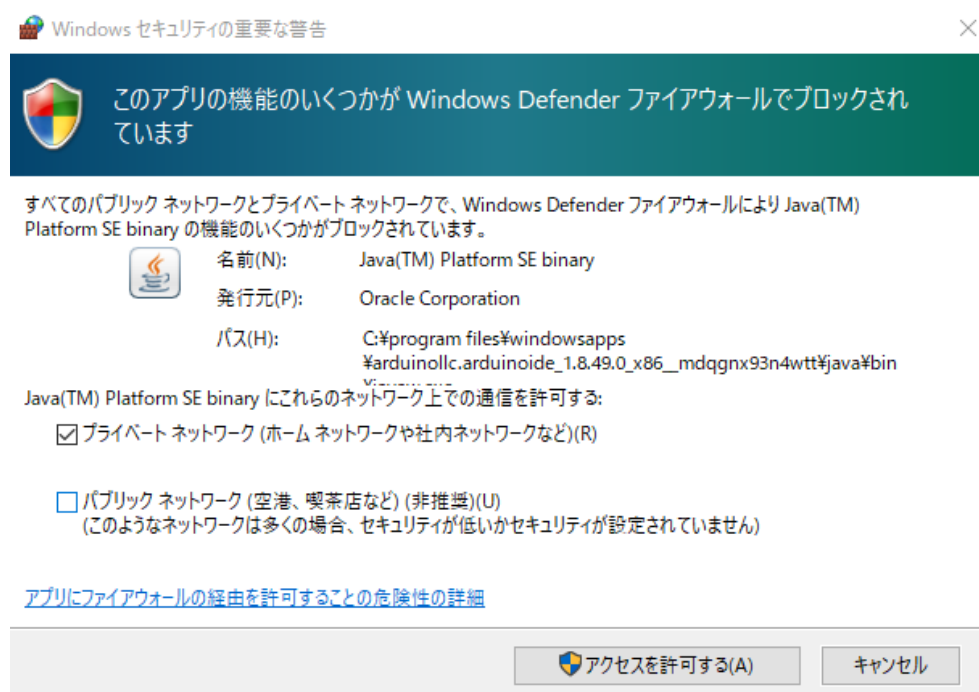 Windows セキュリティの重要な警告
このアプリの機能のいくつかが Windows Defender ファイアウォールでブロックされ
ています
すべてのパブリック ネットワークとプライベート ネットワークで、Windows Defender ファイアウォールにより Java(TM)
Platform SE binary の機能のいくつかがブロックされています。
名前(N): Java(TM) Platform SE binary
発行元(P): Oracle Corporation
パス(H): C:¥program files¥windowsapps
¥arduinollc.arduinoide_1.8.49.0_x86__mdqgnx93n4wtt¥java¥bin
Java(TM) Platform SE binary にこれらのネットワーク上での通信を許可する:
プライベート ネットワーク (ホーム ネットワークや社内ネットワークなど)(R)
パブリック ネットワーク (空港、喫茶店など) (非推奨)(U)
(このようなネットワークは多くの場合、セキュリティが低いかセキュリティが設定されていません)
アプリにファイアウォールの経由を許可することの危険性の詳細
アクセスを許可する(A)
キャンセル